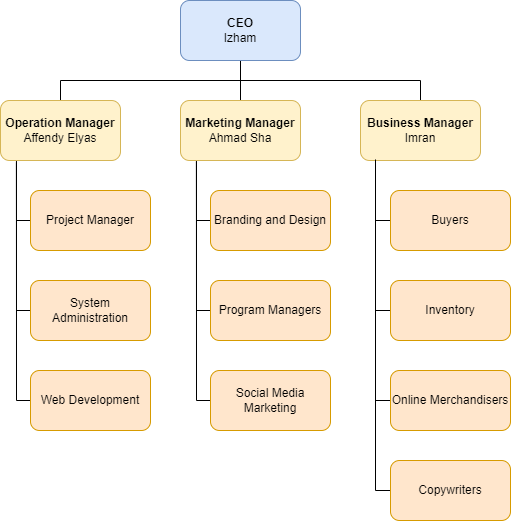 CEO
Izham
Operation Manager
Affendy Elyas
Marketing Manager
Ahmad Sha
Business Manager
Imran
Project Manager
Branding and Design
Buyers
System
Administration
Program Managers
Inventory
Web Development
Social Media
Marketing
Online Merchandisers
Copywriters